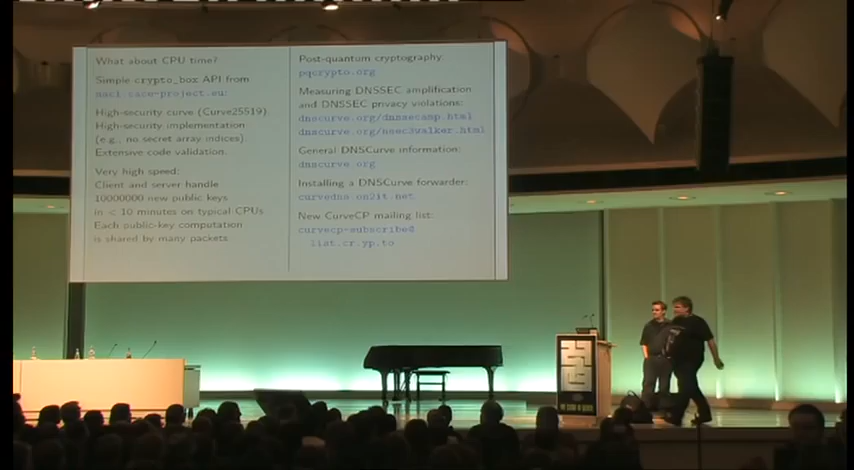 What about CPU time?
Simple crypto_box API from
nacl.cace-project.eu:
High-security curve (Curve25519).
High-security implementation
(e.g., no secret array indices).
Extensive code validation.
Very high speed:
Client and server handle
10000000 new public keys
in < 10 minutes on typical CPUs
Each public-key computation
is shared by many packets
Post-quantum cryptography:
pqcrypto.org
Measuring DNSSEC amplification
and DNSSEC privacy violations:
dnscurve.org/dnssecamp.html
dnscurve.org/nsec3walker.html
General DNSCurve information:
dnscurve.org
Installing a DNSCurve forwarder:
curvedns.on2it.net
New CurveCP mailing list:
curvecp-subscribe@
list.cr.yp.to